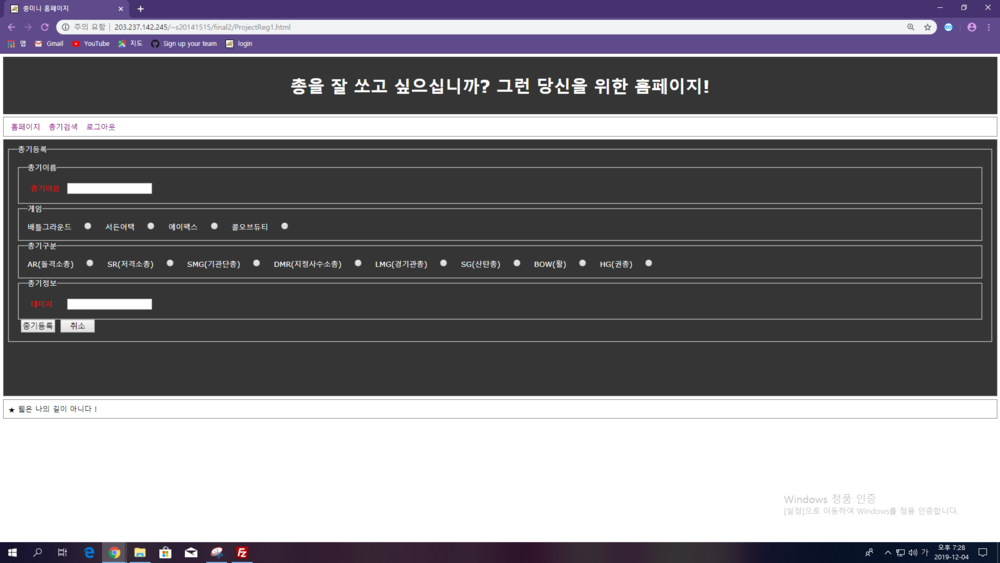 총미니 홈페이지
주의 요함 203.237.142.245/~s20141515/final2/ProjectReg1.html
앱 Gmail YouTube 지도 Sign up your team login
총을 잘 쏘고 싶으십니까? 그런 당신을 위한 홈페이지!
홈페이지 총기검색 로그아웃
총기등록
총기이름
총기이름
게임
배틀그라운드 서든어택 에이펙스 콜오브듀티
총기구분
AR(돌격소총) SR(저격소총) SMG(기관단총) DMR(지정사수소총) LMG(경기관총) SG(산탄총) BOW(활) HG(권총)
총기정보
데미지
총기등록 취소
★ 웹은 나의 길이 아니다 !
Windows 정품 인증
[설정]으로 이동하여 Windows를 정품 인증합니다.
가 오후 7:28
2019-12-04